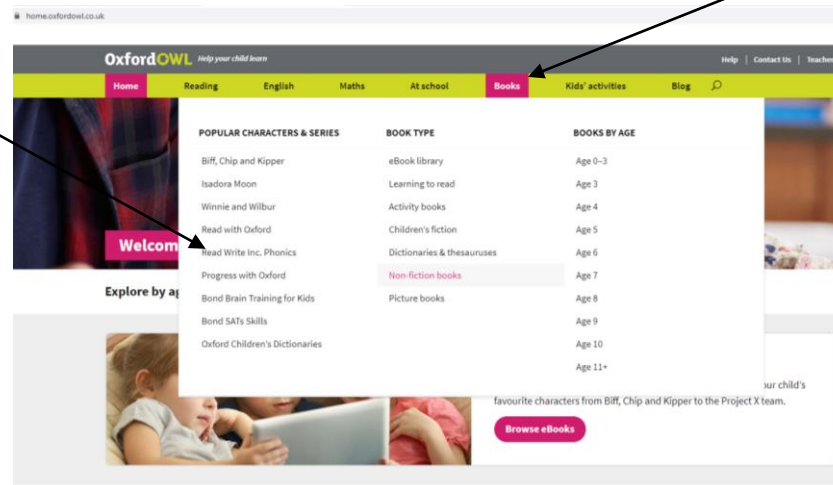 home.oxfordowl.co.uk
OxfordOWL Help your child learn
Help | Contact Us | Teache
Home Reading English Maths At school Books Kids' activities Blog
POPULAR CHARACTERS & SERIES BOOK TYPE BOOKS BY AGE
Biff, Chip and Kipper eBook library Age 0–3
Isadora Moon Learning to read Age 3
Winnie and Wilbur Activity books Age 4
Read with Oxford Children's fiction Age 5
Welcom
Read Write Inc. Phonics Dictionaries & thesauruses Age 6
Progress with Oxford Non-fiction books Age 7
Explore by ag
Bond Brain Training for Kids Picture books Age 8
Bond SATs Skills Age 9
Oxford Children's Dictionaries Age 10
Age 11+
ur child's
favourite characters from Biff, Chip and Kipper to the Project X team.
Browse eBooks